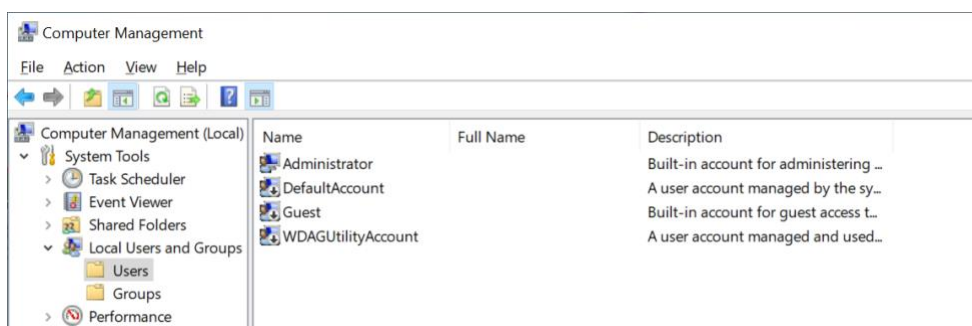 Computer Management
File Action View Help
Computer Management (Local)
System Tools
Task Scheduler
Event Viewer
Shared Folders
Local Users and Groups
Users
Groups
Performance
Name Full Name Description
Administrator Built-in account for administering ...
DefaultAccount A user account managed by the sy...
Guest Built-in account for guest access t...
WDAGUtilityAccount A user account managed and used...